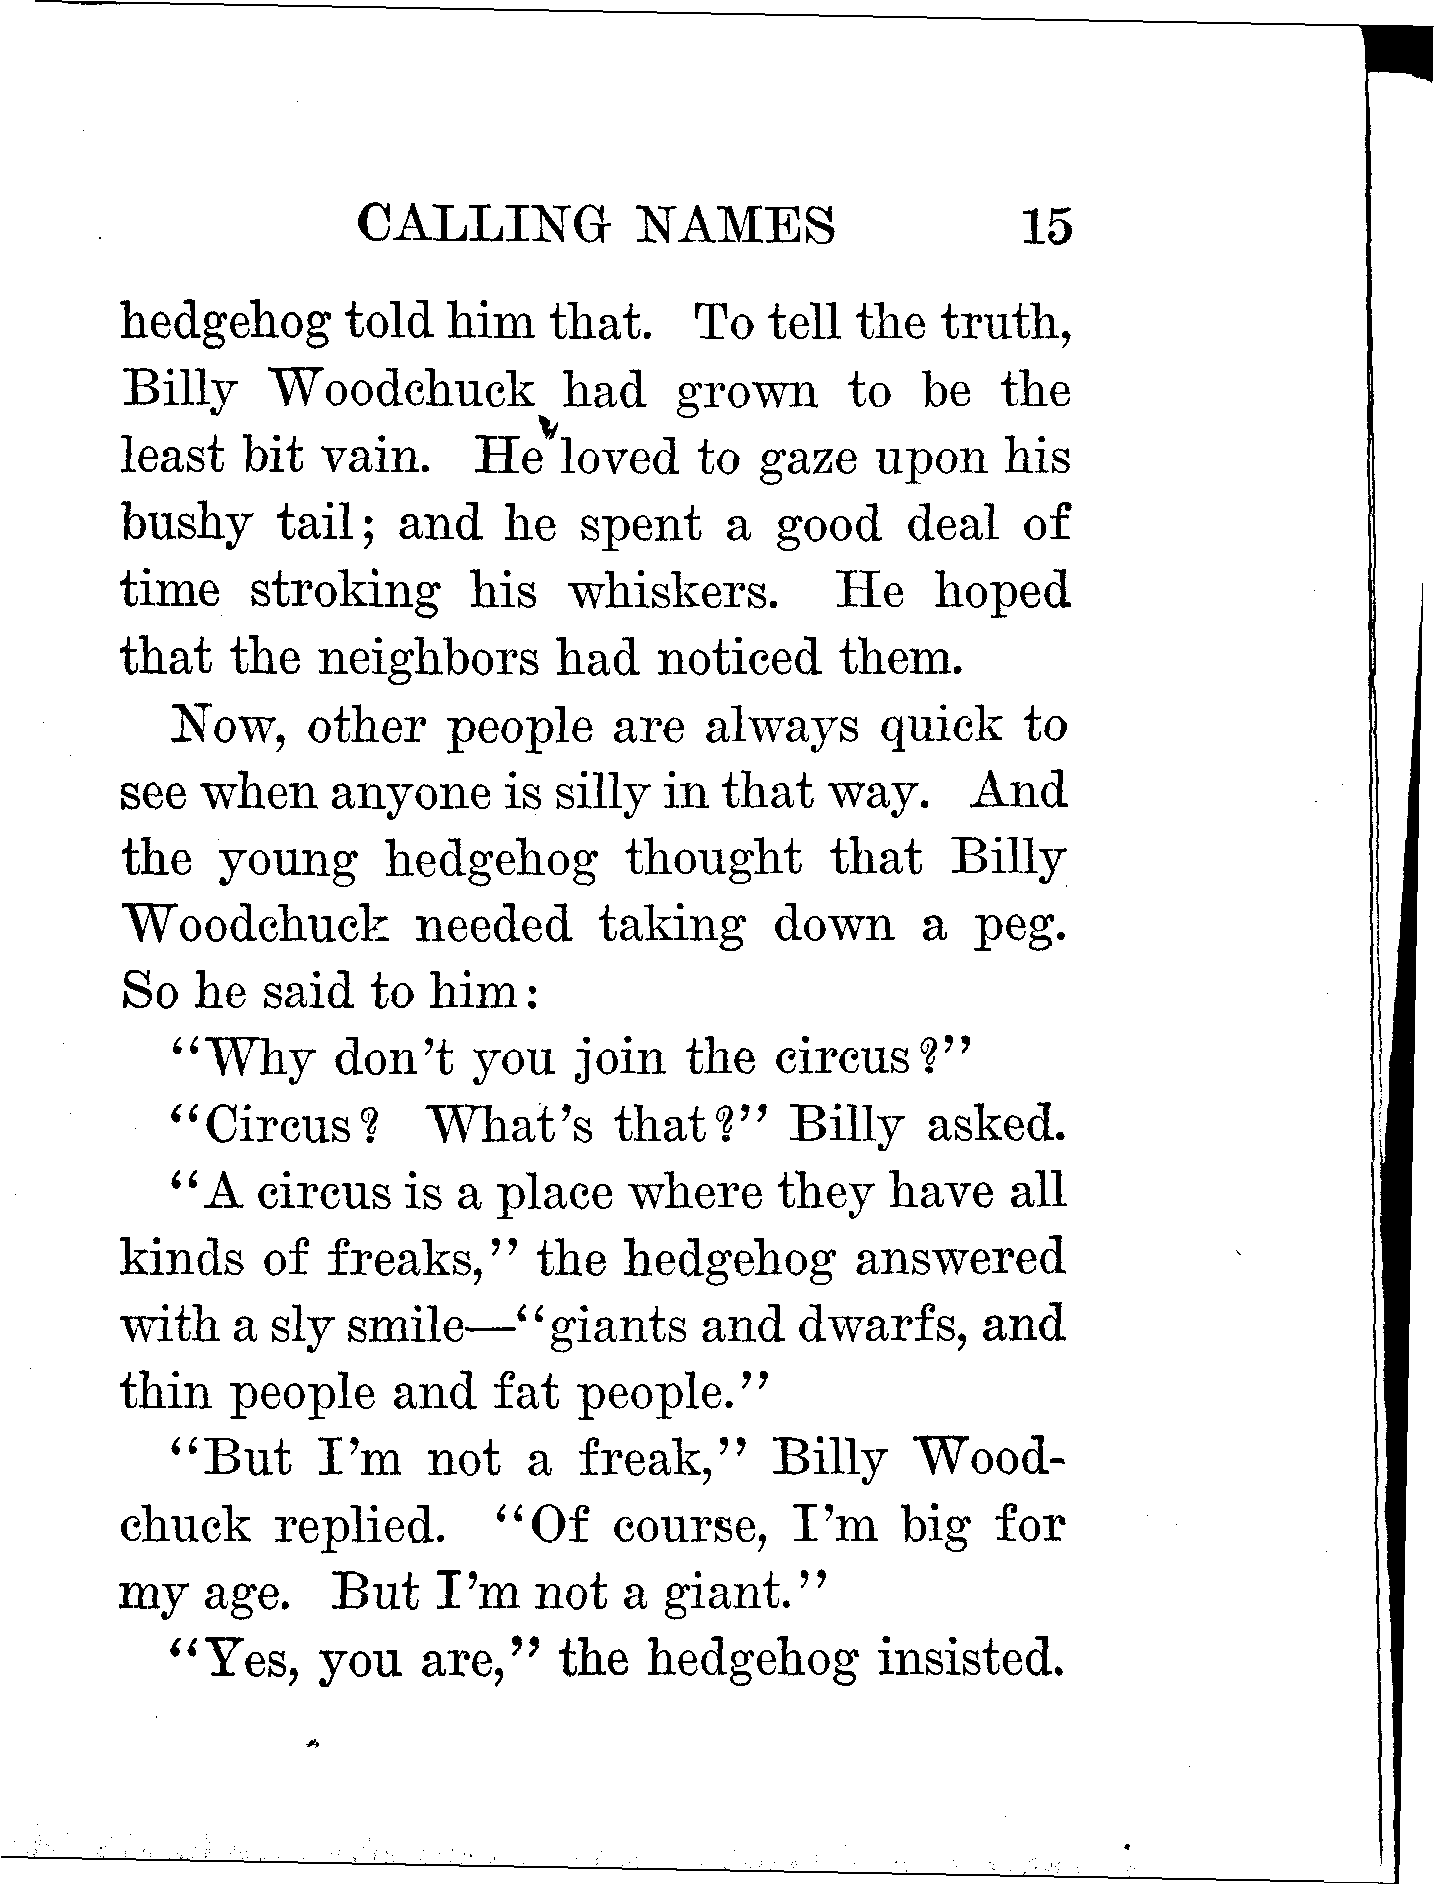 CALLING NAMES 15
hedgehog told him that. To tell the truth,
Billy Woodchuck had grown to be the
least bit vain. He loved to gaze upon his
bushy tail; and he spent a good deal of
time stroking his whiskers. He hoped
that the neighbors had noticed them.
Now, other people are always quick to
see when anyone is silly in that way. And
the young hedgehog thought that Billy
Woodchuck needed taking down a peg.
So he said to him:
"Why don't you join the circus?"
"Circus? What's that?" Billy asked.
"A circus is a place where they have all
kinds of freaks," the hedgehog answered
with a sly smile—"giants and dwarfs, and
thin people and fat people."
"But I'm not a freak," Billy Wood-
chuck replied. "Of course, I'm big for
my age. But I'm not a giant."
"Yes, you are," the hedgehog insisted.